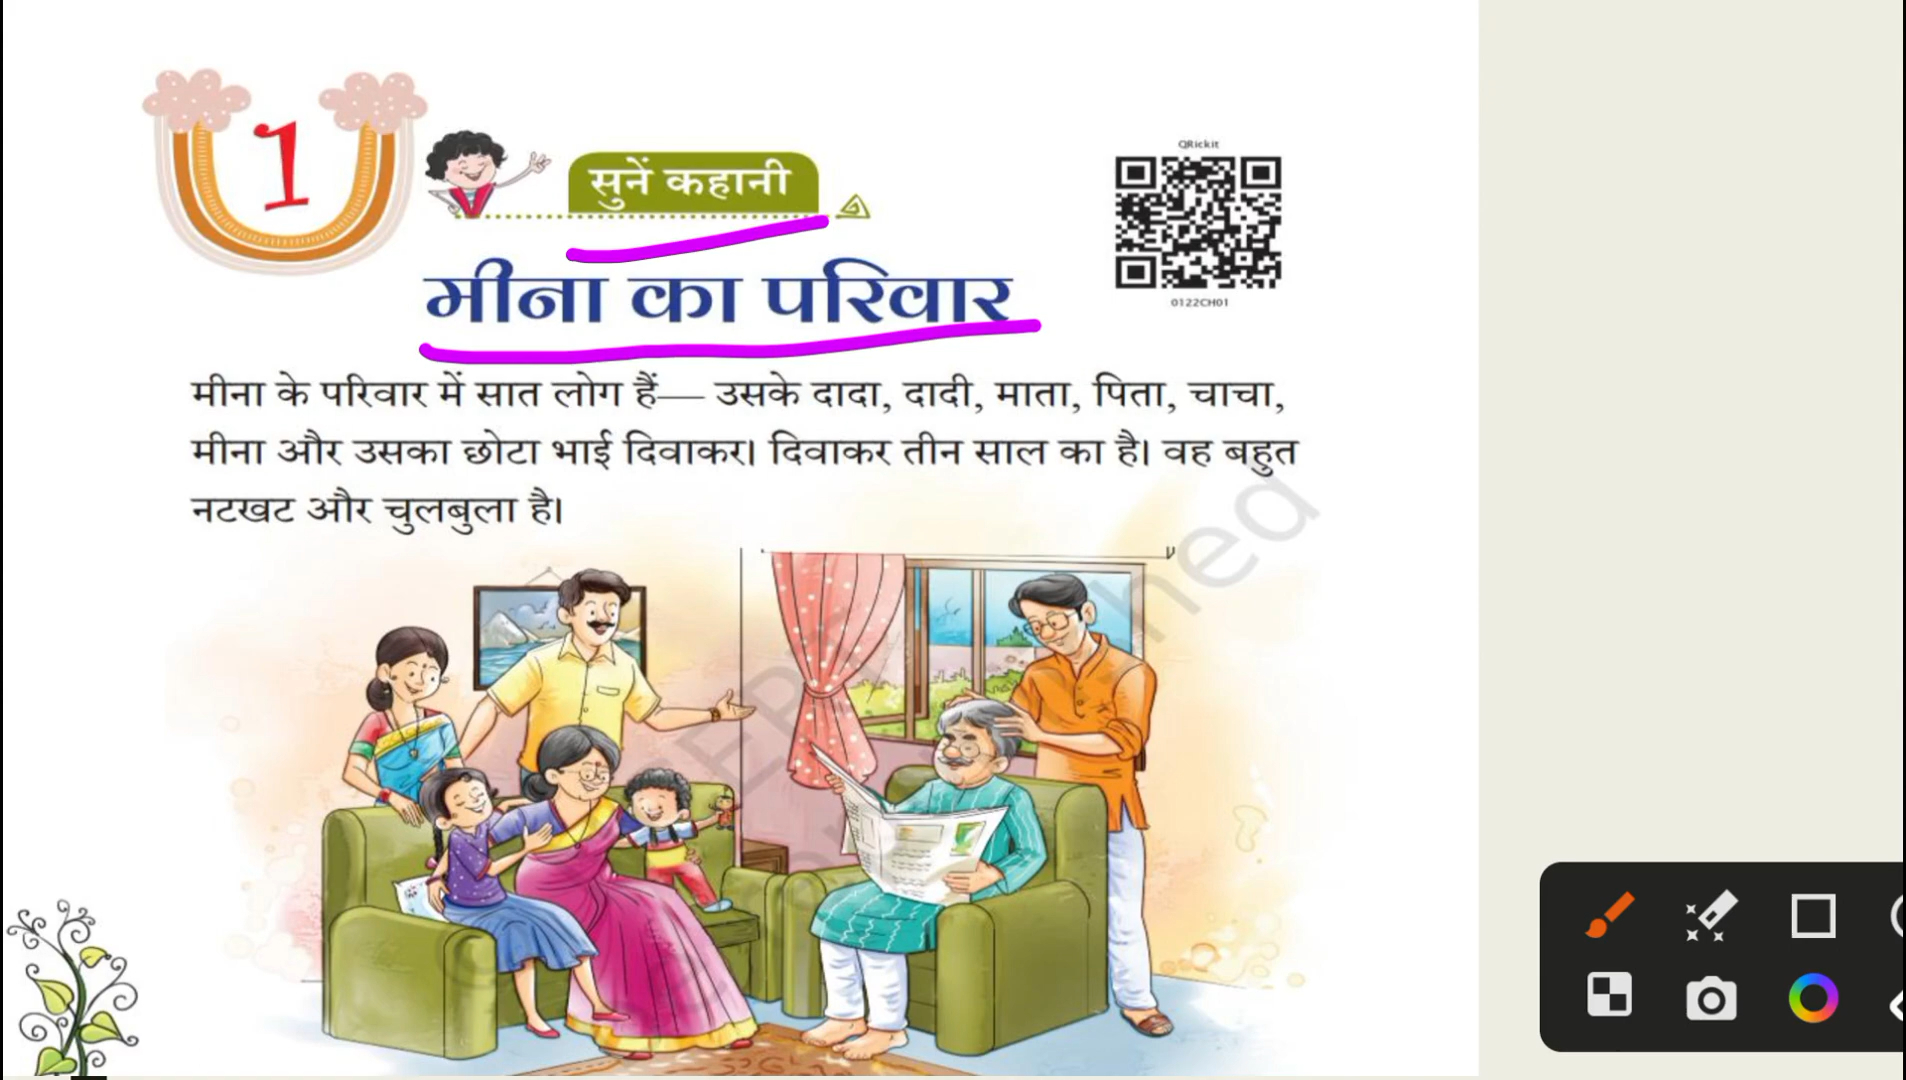 1
सुनें कहानी
QRickit
0122CH01
मीना का परिवार
मीना के परिवार में सात लोग हैं— उसके दादा, दादी, माता, पिता, चाचा,
मीना और उसका छोटा भाई दिवाकर। दिवाकर तीन साल का है। वह बहुत
नटखट और चुलबुला है।